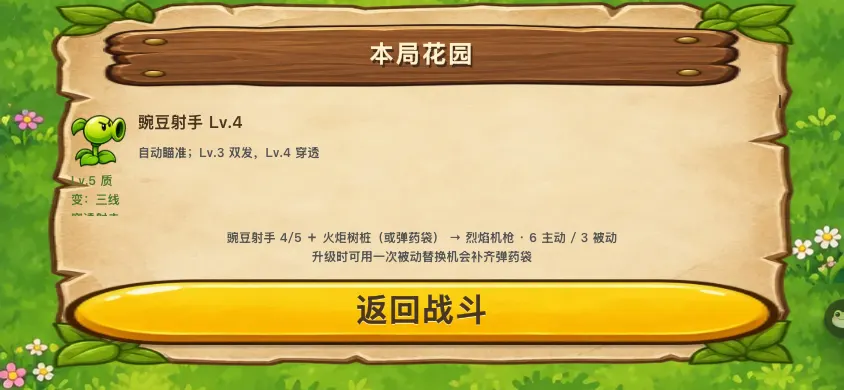 本局花园
豌豆射手 Lv.4
自动瞄准；Lv.3 双发，Lv.4 穿透
Lv.5 质
变：三线
豌豆射手 4/5 + 火炬树桩（或弹药袋） → 烈焰机枪 · 6 主动 / 3 被动
升级时可用一次被动替换机会补齐弹药袋
返回战斗